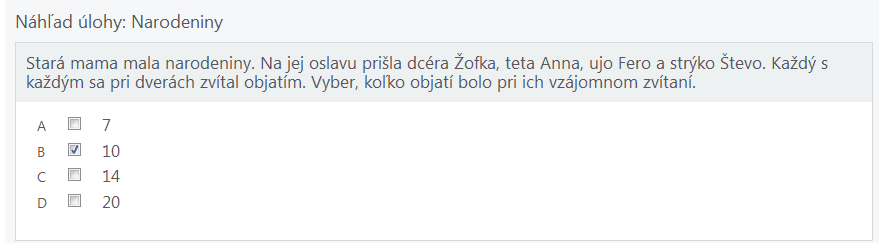 Náhľad úlohy: Narodeniny
Stará mama mala narodeniny. Na jej oslavu prišla dcéra Žofka, teta Anna, ujo Fero a strýko Števo. Každý s
každým sa pri dverách zvítal objatím. Vyber, koľko objatí bolo pri ich vzájomnom zvítaní.
A 7
B 10
C 14
D 20